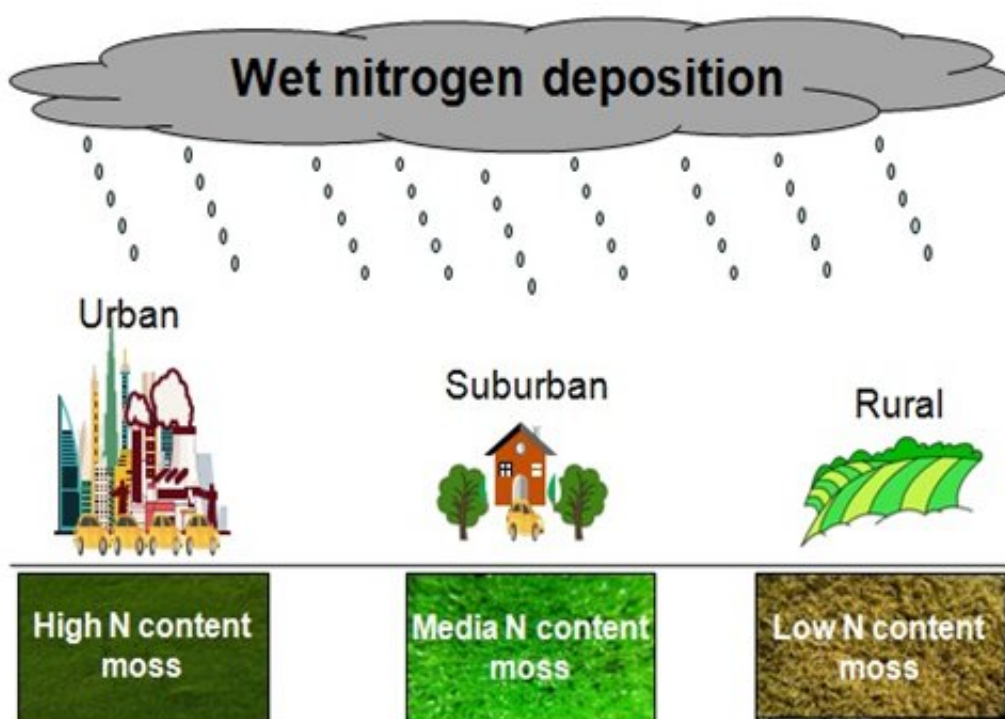 Wet nitrogen deposition
Urban
Suburban
Rural
High N content
moss
Media N content
moss
Low N content
moss